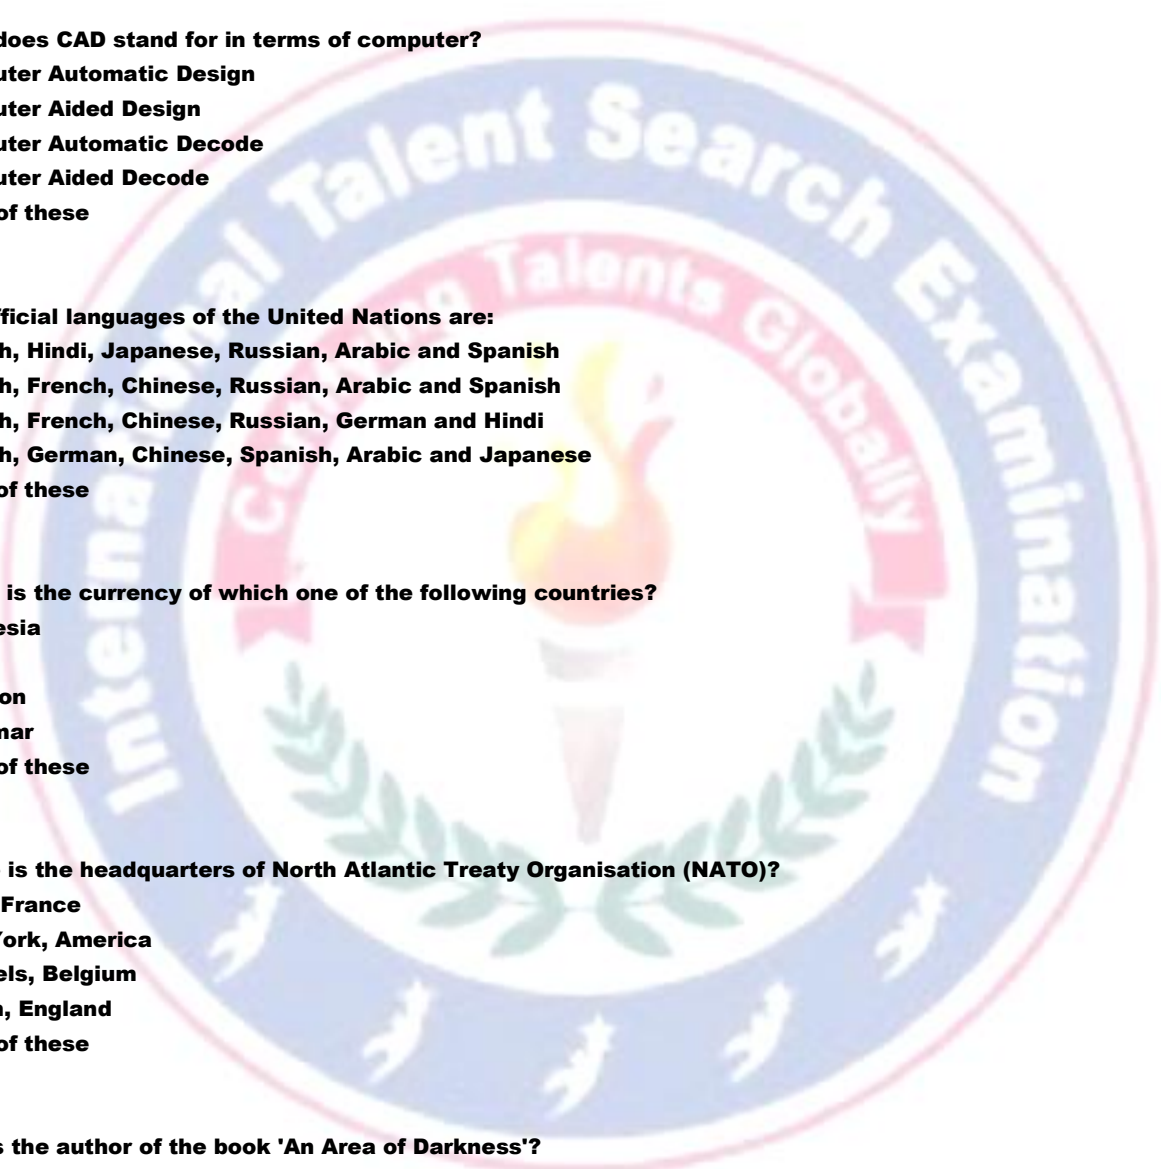 does CAD stand for in terms of computer?
uter Automatic Design
uter Aided Design
uter Automatic Decode
uter Aided Decode
of these
fficial languages of the United Nations are:
h, Hindi, Japanese, Russian, Arabic and Spanish
h, French, Chinese, Russian, Arabic and Spanish
h, French, Chinese, Russian, German and Hindi
h, German, Chinese, Spanish, Arabic and Japanese
of these
is the currency of which one of the following countries?
esia
on
mar
of these
is the headquarters of North Atlantic Treaty Organisation (NATO)?
France
York, America
els, Belgium
n, England
of these
s the author of the book 'An Area of Darkness'?
International Talent Search Examination
Talents Globally